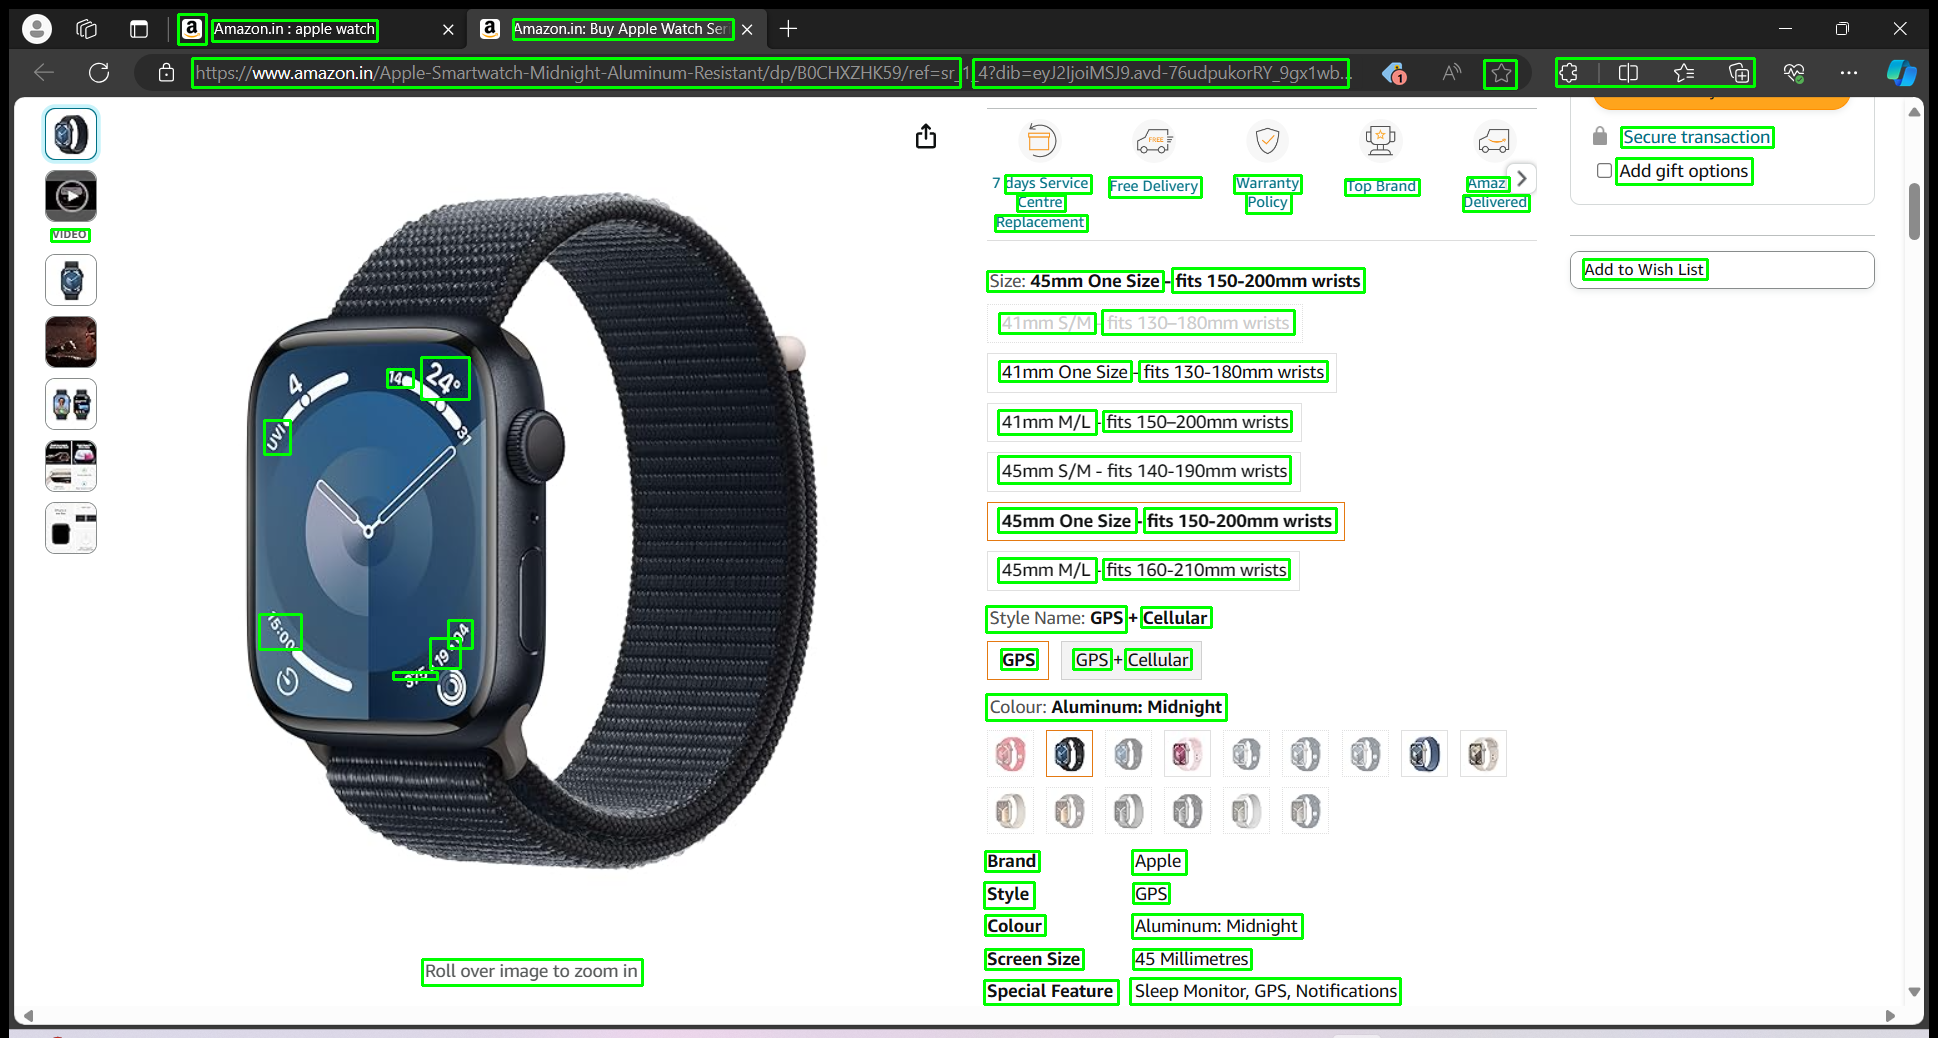 Amazon.in : apple watch
Amazon.in: Buy Apple Watch Ser
https://www.amazon.in/Apple-Smartwatch-Midnight-Aluminum-Resistant/dp/B0CHXZHK59/ref=sr_1_4?dib=eyJ2IjoiMSJ9.avd-76udpukorRY_9gx1wb...
1
VIDEO
4
14
24°
UVI
31
15:00
19
Roll over image to zoom in
7 days Service Centre Replacement
FREE
Free Delivery
Warranty Policy
Top Brand
Amaz
Delivered
Size: 45mm One Size - fits 150-200mm wrists
41mm S/M - fits 130–180mm wrists
41mm One Size - fits 130-180mm wrists
41mm M/L - fits 150–200mm wrists
45mm S/M - fits 140-190mm wrists
45mm One Size - fits 150-200mm wrists
45mm M/L - fits 160-210mm wrists
Style Name: GPS + Cellular
GPS
GPS + Cellular
Colour: Aluminum: Midnight
Brand Apple
Style GPS
Colour Aluminum: Midnight
Screen Size 45 Millimetres
Special Feature Sleep Monitor, GPS, Notifications
Secure transaction
Add gift options
Add to Wish List